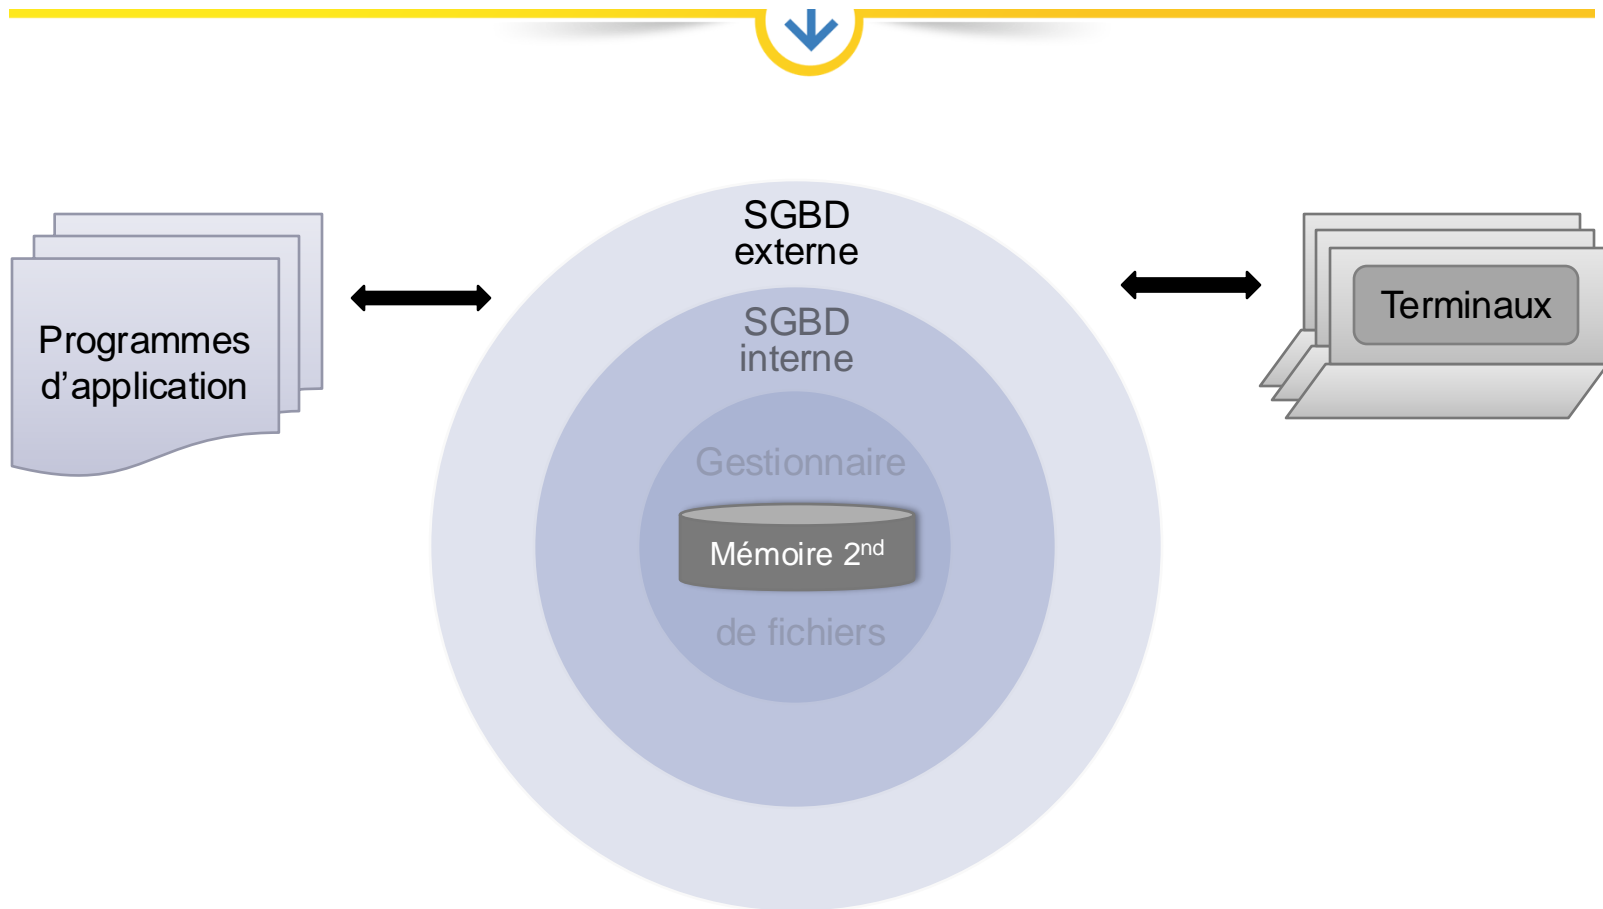 SGBD
externe
SGBD
interne
Programmes
d’application
Terminaux
Gestionnaire
Mémoire 2nd
de fichiers